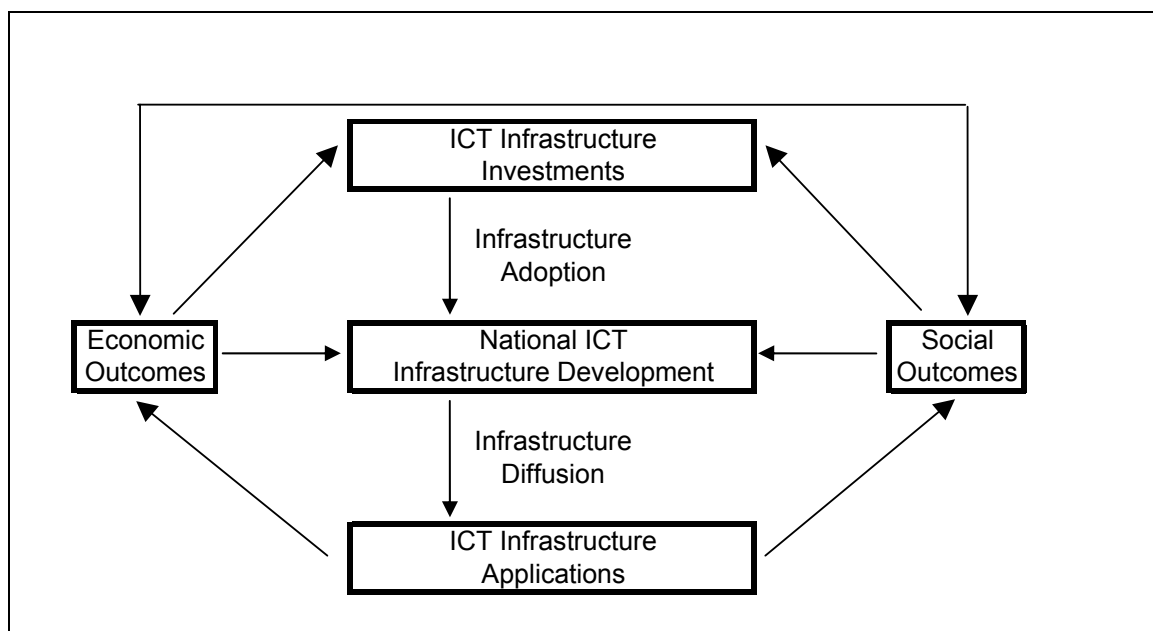 ICT Infrastructure
Investments
Infrastructure
Adoption
Economic
Outcomes
National ICT
Infrastructure Development
Social
Outcomes
Infrastructure
Diffusion
ICT Infrastructure
Applications